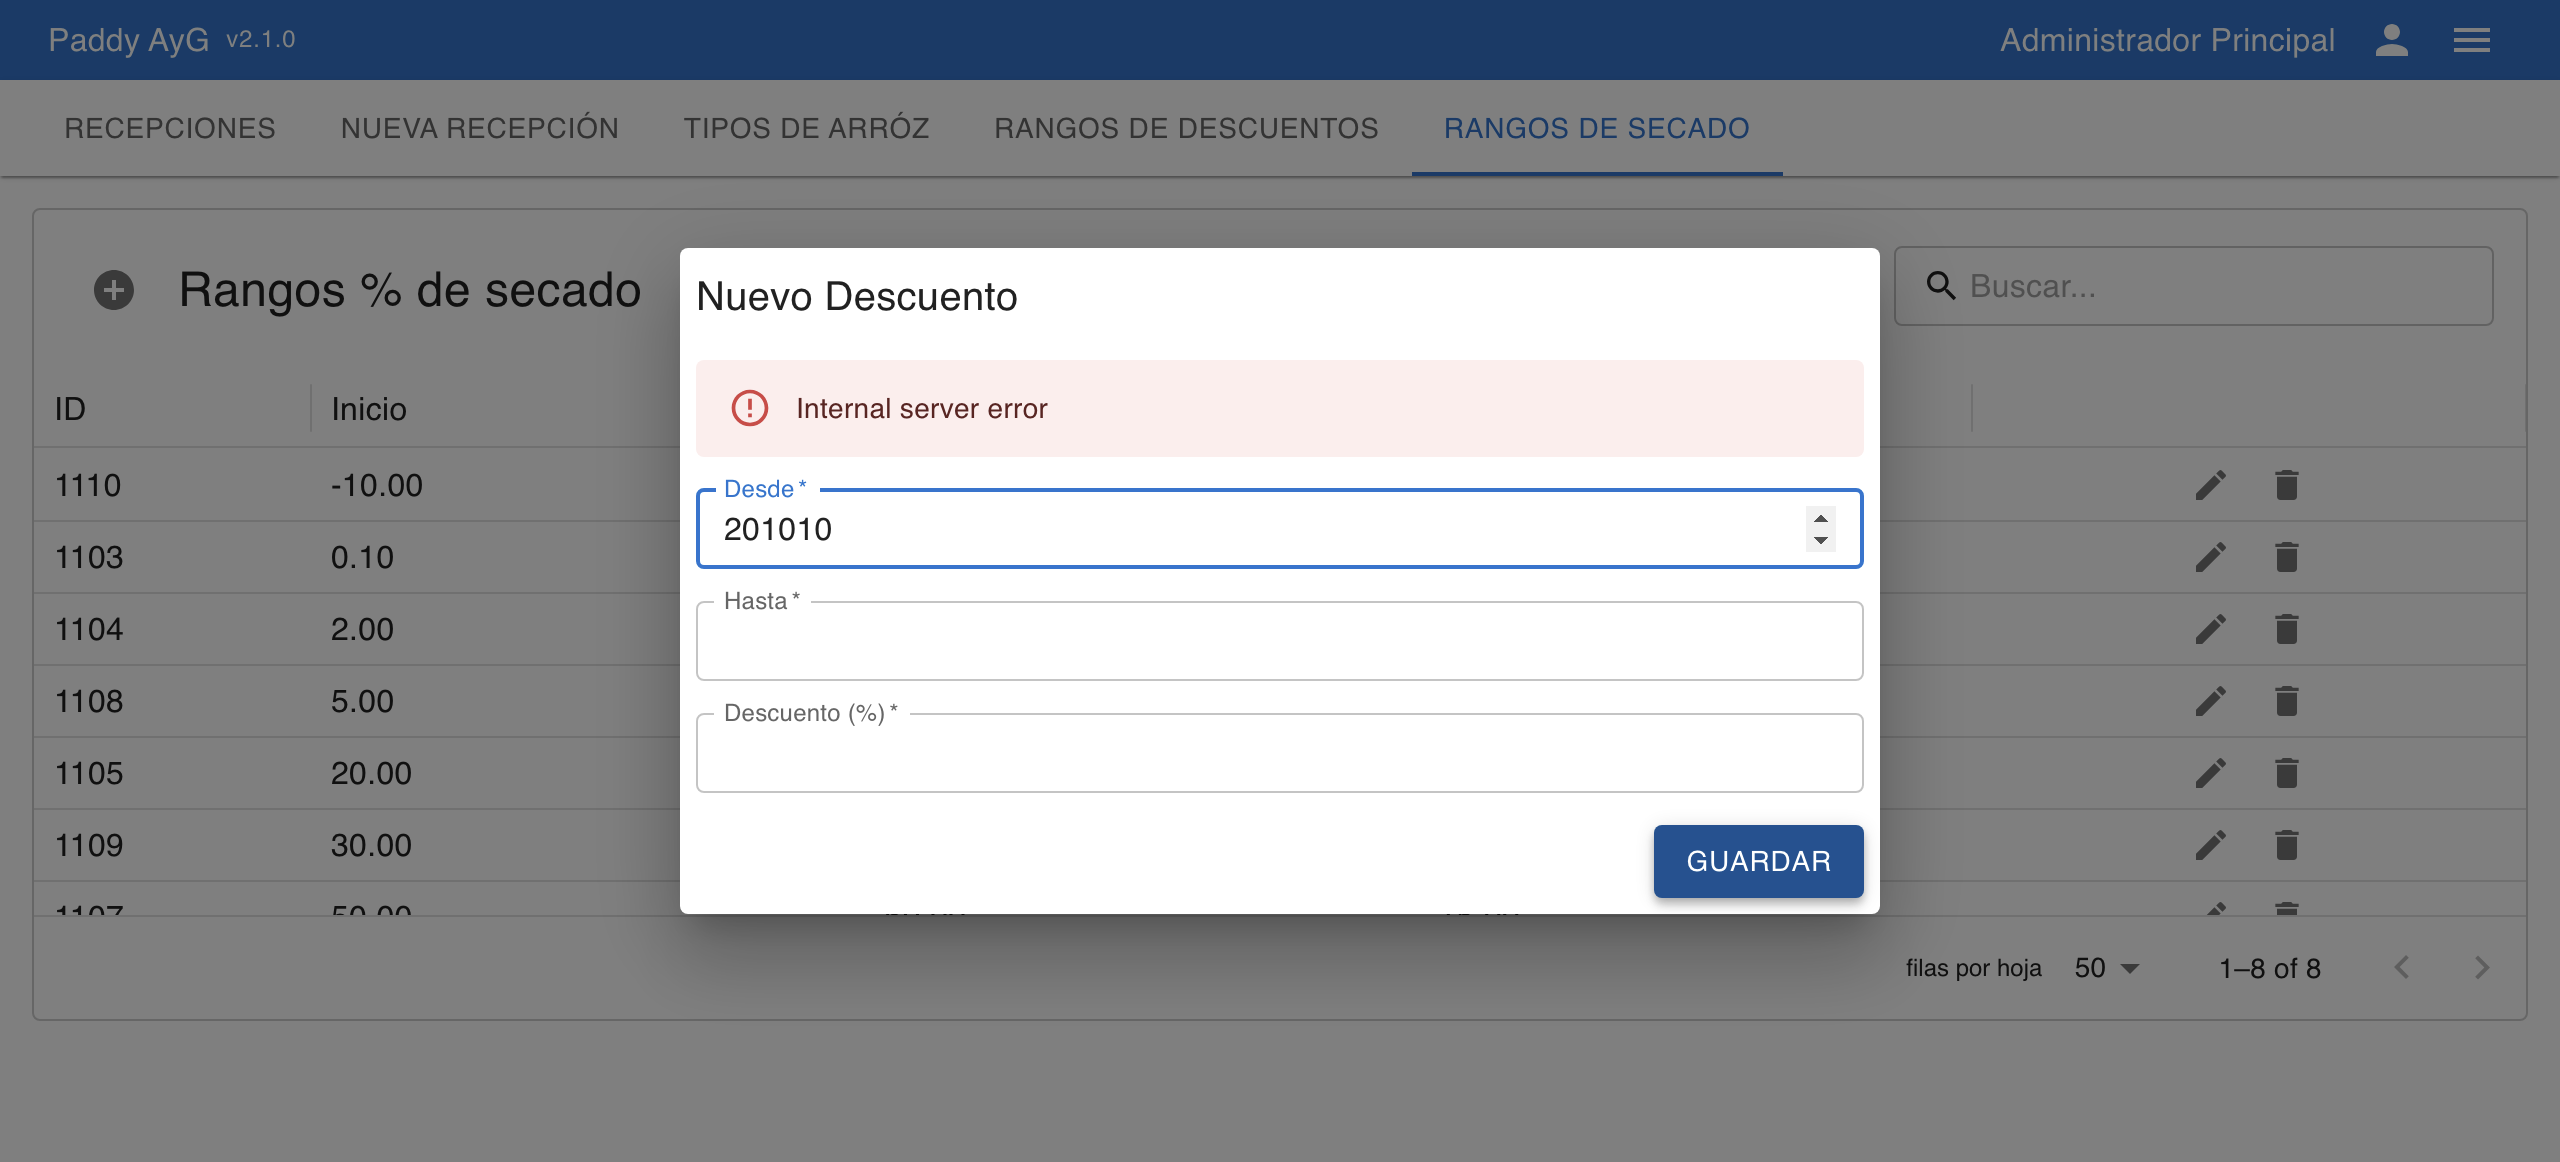 Paddy AyG v2.1.0
Administrador Principal
RECEPCIONES NUEVA RECEPCIÓN TIPOS DE ARRÓZ RANGOS DE DESCUENTOS RANGOS DE SECADO
Rangos % de secado
Buscar...
ID Inicio
1110 -10.00
1103 0.10
1104 2.00
1108 5.00
1105 20.00
1109 30.00
1107 50.00
Nuevo Descuento
Internal server error
Desde *
201010
Hasta *
Descuento (%) *
GUARDAR
filas por hoja 50 1–8 of 8